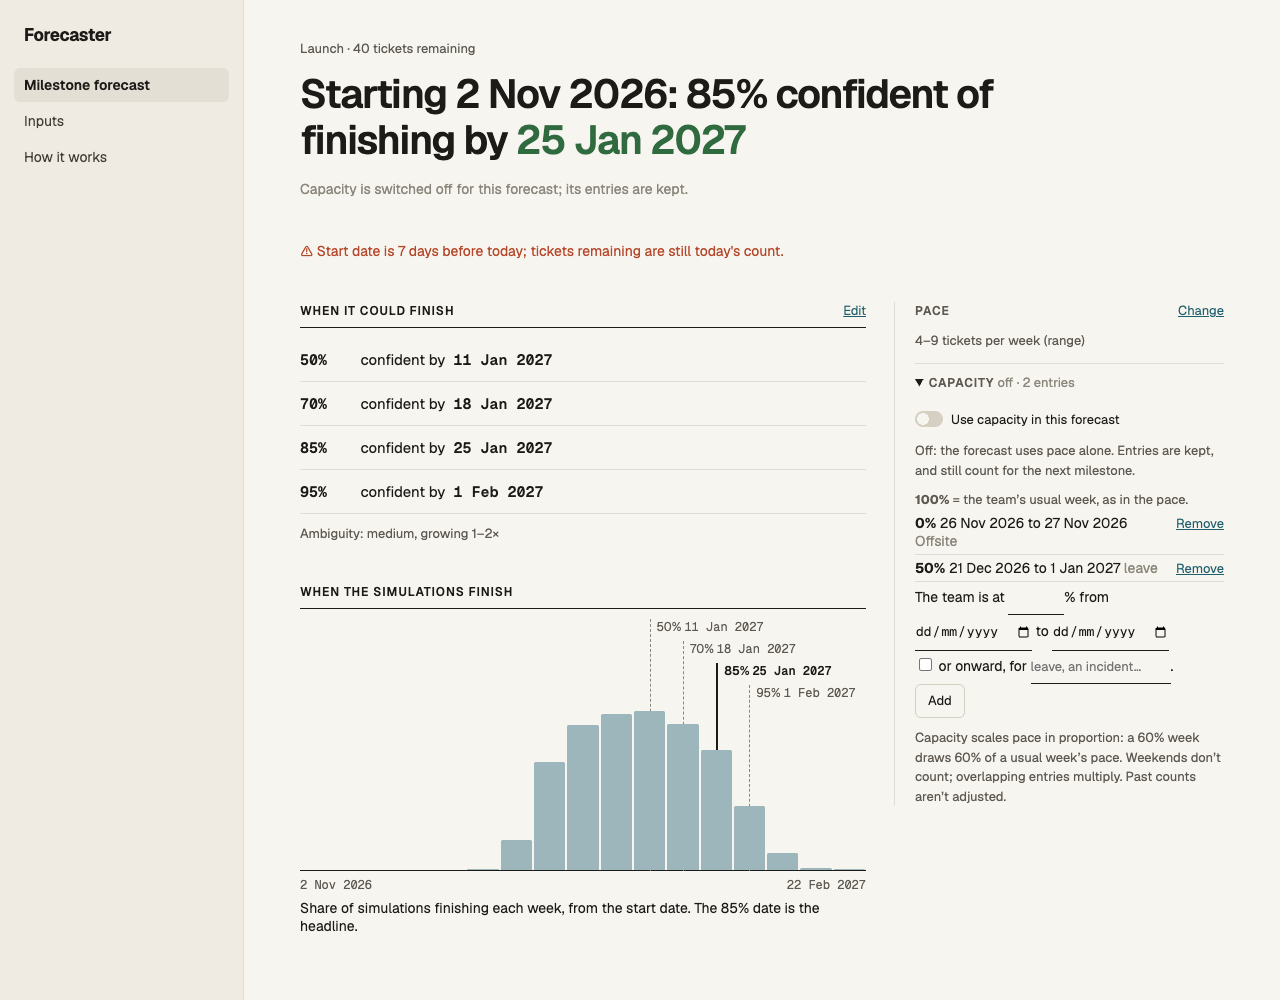 Forecaster
Milestone forecast
Inputs
How it works
Launch · 40 tickets remaining
Starting 2 Nov 2026: 85% confident of
finishing by 25 Jan 2027
Capacity is switched off for this forecast; its entries are kept.
⚠ Start date is 7 days before today; tickets remaining are still today's count.
WHEN IT COULD FINISH Edit
50% confident by 11 Jan 2027
70% confident by 18 Jan 2027
85% confident by 25 Jan 2027
95% confident by 1 Feb 2027
Ambiguity: medium, growing 1–2×
WHEN THE SIMULATIONS FINISH
50% 11 Jan 2027
70% 18 Jan 2027
85% 25 Jan 2027
95% 1 Feb 2027
2 Nov 2026 22 Feb 2027
Share of simulations finishing each week, from the start date. The 85% date is the
headline.
PACE Change
4–9 tickets per week (range)
▼ CAPACITY off · 2 entries
Use capacity in this forecast
Off: the forecast uses pace alone. Entries are kept,
and still count for the next milestone.
100% = the team's usual week, as in the pace.
0% 26 Nov 2026 to 27 Nov 2026 Remove
Offsite
50% 21 Dec 2026 to 1 Jan 2027 leave Remove
The team is at % from
dd/mm/yyyy to dd/mm/yyyy
or onward, for leave, an incident… .
Add
Capacity scales pace in proportion: a 60% week
draws 60% of a usual week's pace. Weekends don't
count; overlapping entries multiply. Past counts
aren't adjusted.